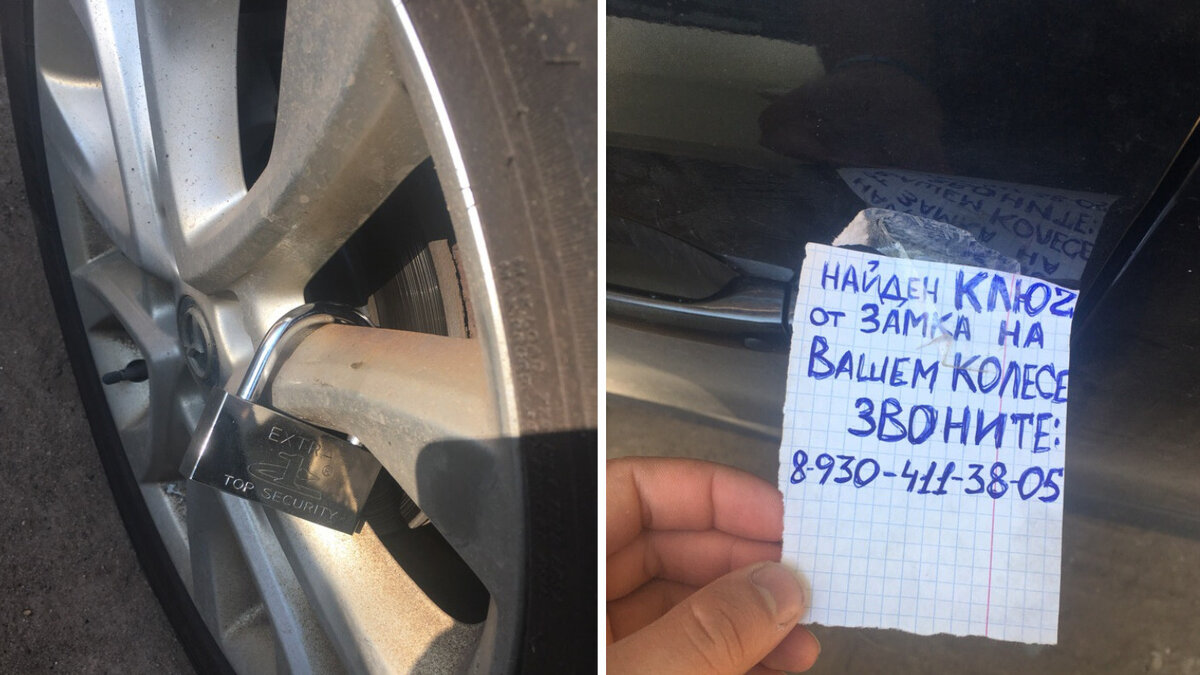 EXTRA
TOP SECURITY
НАЙДЕН КЛЮЧ
ОТ ЗАМКА НА
ВАШЕМ КОЛЕСЕ
ЗВОНИТЕ:
8-930-411-38-05